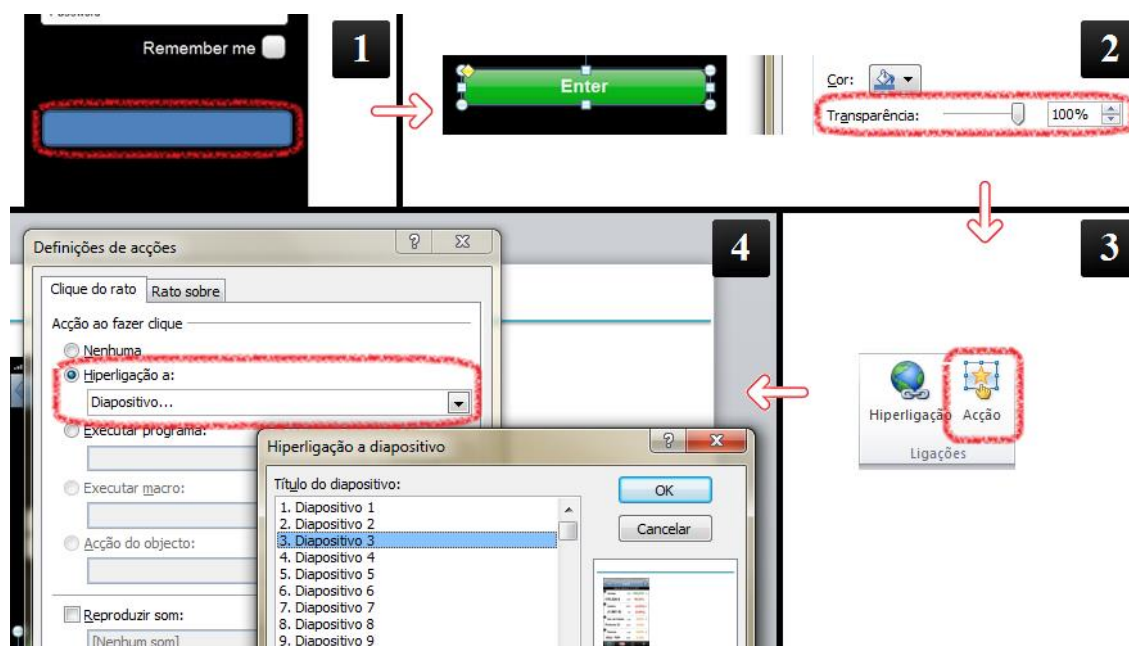 Password
Remember me
1
Enter
2
Cor:
Transparência: 100%
3
Hiperligação Acção
Ligações
4
Definições de acções
Clique do rato Rato sobre
Acção ao fazer clique
Nenhuma
Hiperligação a:
Diapositivo...
Executar programa:
Executar macro:
Acção do objecto:
Reproduzir som:
[Nenhum som]
Hiperligação a diapositivo
Título do diapositivo:
1. Diapositivo 1
2. Diapositivo 2
3. Diapositivo 3
4. Diapositivo 4
5. Diapositivo 5
6. Diapositivo 6
7. Diapositivo 7
8. Diapositivo 8
9. Diapositivo 9
OK
Cancelar